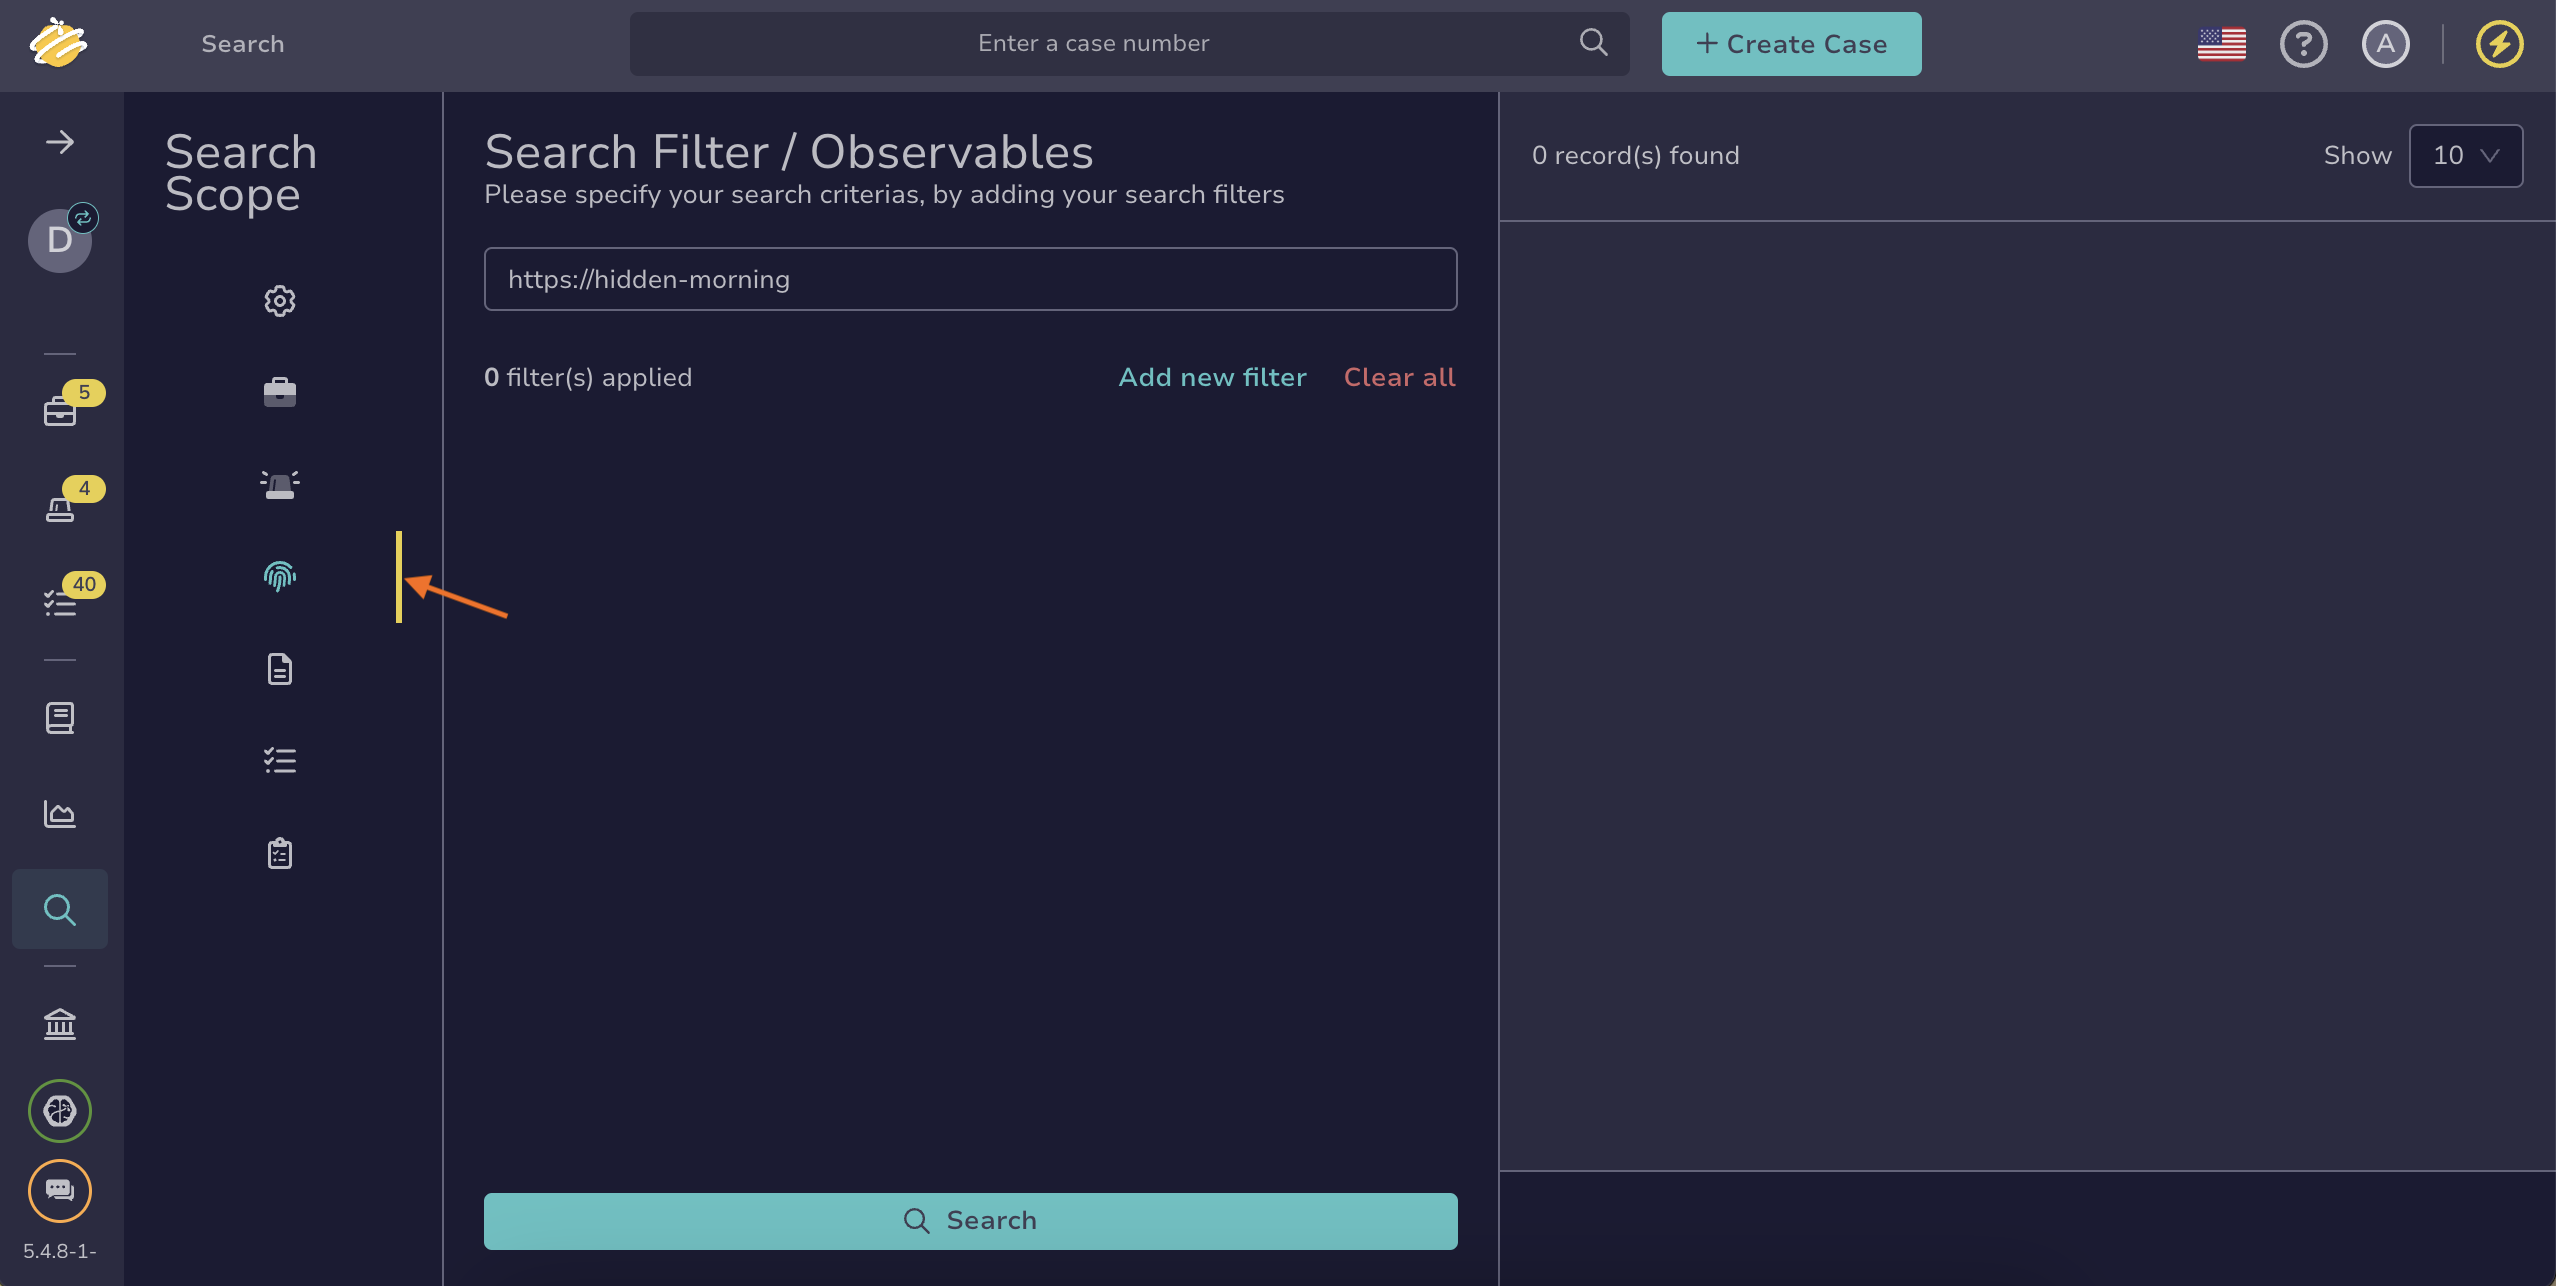 Search
Enter a case number
+ Create Case
A
D
5
4
40
5.4.8-1-
Search
Scope
Search Filter / Observables
Please specify your search criterias, by adding your search filters
https://hidden-morning
0 filter(s) applied
Add new filter
Clear all
Search
0 record(s) found
Show
10